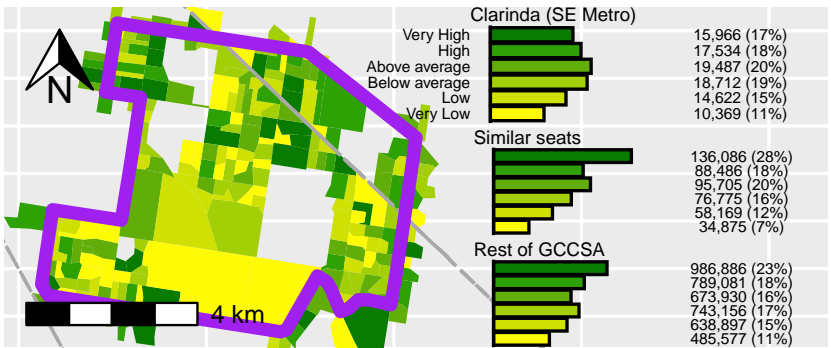 Clarinda (SE Metro)
Very High 15,966 (17%)
High 17,534 (18%)
Above average 19,487 (20%)
Below average 18,712 (19%)
Low 14,622 (15%)
Very Low 10,369 (11%)
N
Similar seats
136,086 (28%)
88,486 (18%)
95,705 (20%)
76,775 (16%)
58,169 (12%)
34,875 (7%)
Rest of GCCSA
986,886 (23%)
789,081 (18%)
673,930 (16%)
743,156 (17%)
638,897 (15%)
485,577 (11%)
4 km